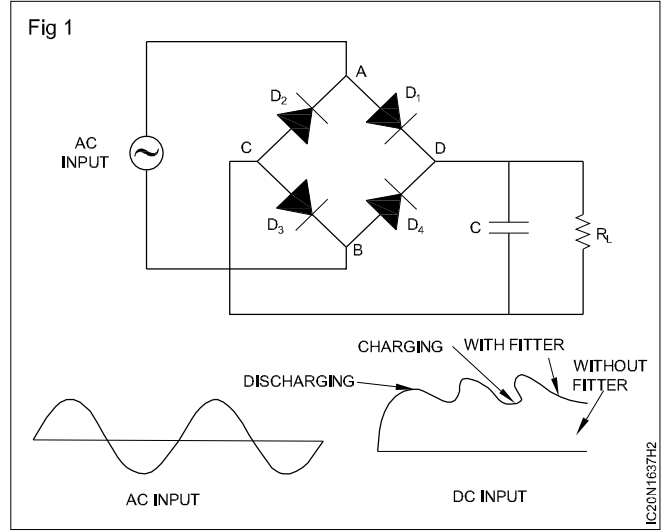 Fig 1
A
D₂
D₁
AC
INPUT
C
D
C
R_L
D₃
D₄
B
CHARGING
WITH FITTER
WITHOUT
FITTER
DISCHARGING
AC INPUT
DC INPUT
IC20N1637H2